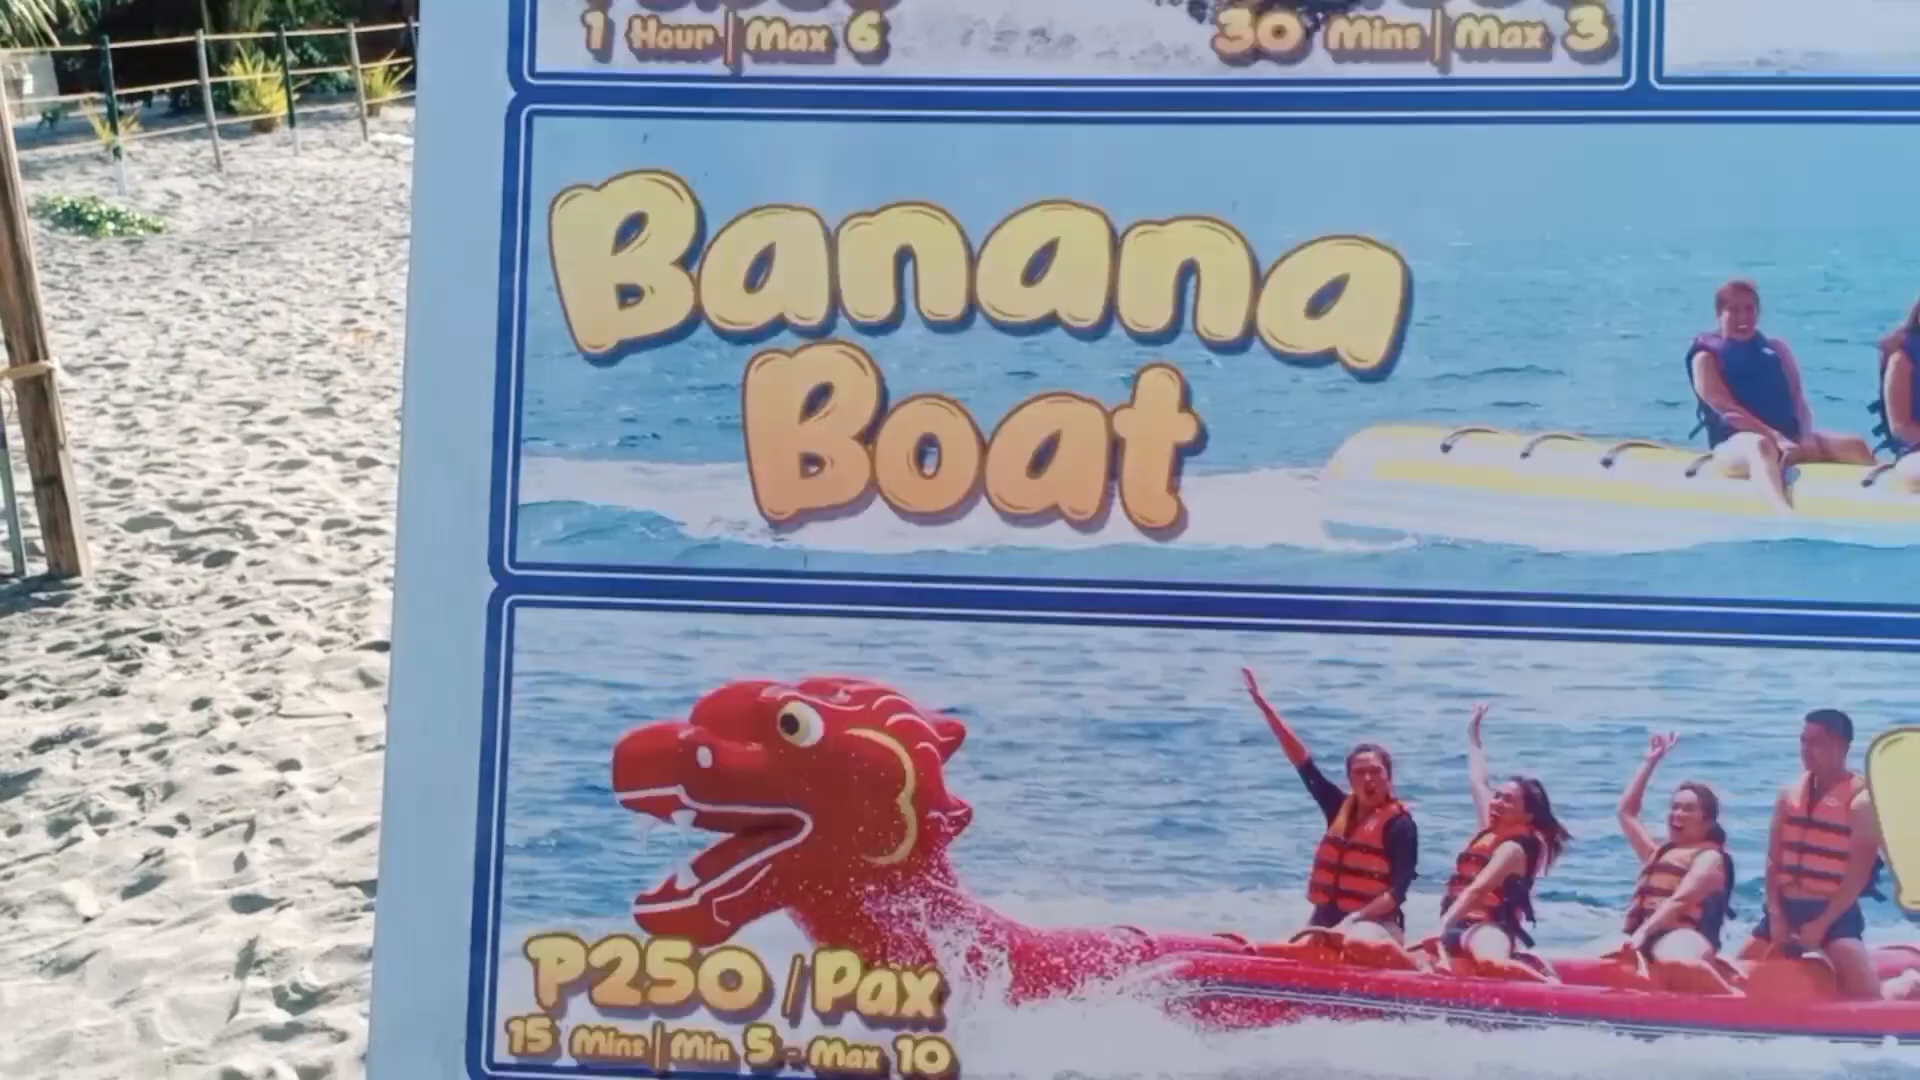 1 Hour | Max 6
30 Mins | Max 3
Banana
Boat
P250 / Pax
15 Mins | Min 5 - Max 10